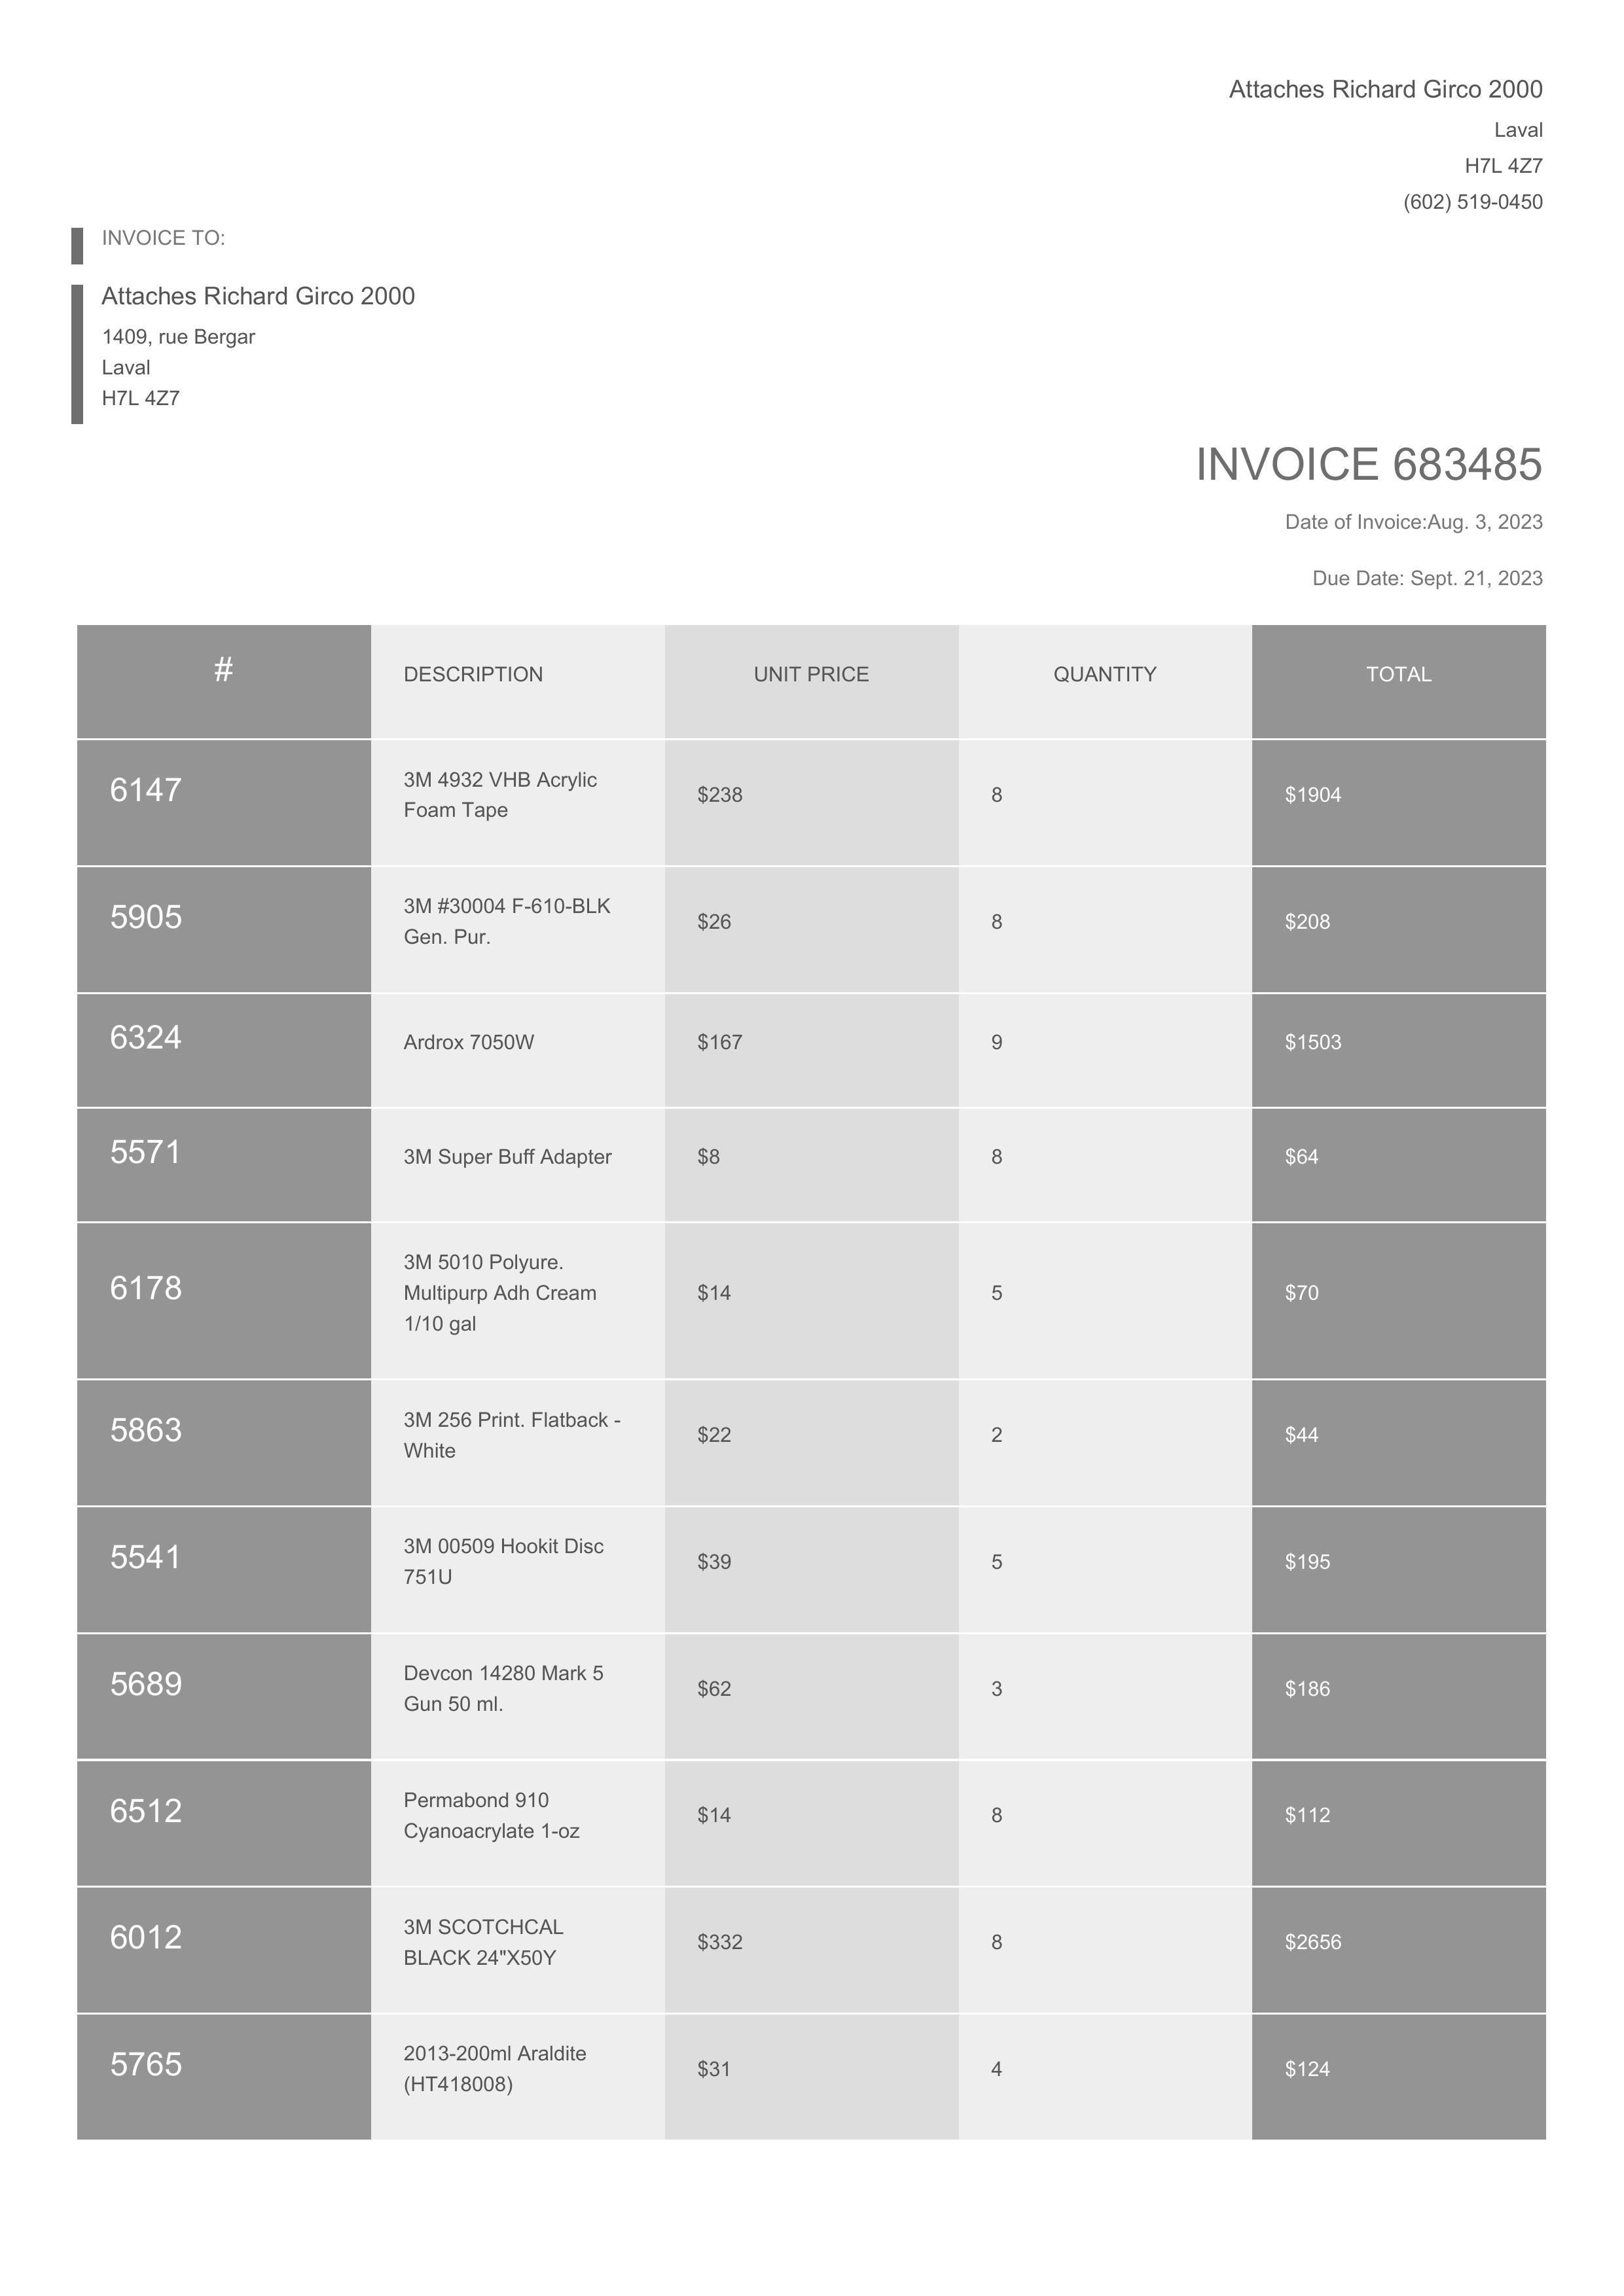 Attaches Richard Girco 2000
Laval
H7L 4Z7
(602) 519-0450
INVOICE TO:
Attaches Richard Girco 2000
1409, rue Bergar
Laval
H7L 4Z7
INVOICE 683485
Date of Invoice:Aug. 3, 2023
Due Date: Sept. 21, 2023
# DESCRIPTION UNIT PRICE QUANTITY TOTAL
6147 3M 4932 VHB Acrylic $238 8 $1904
Foam Tape
5905 3M #30004 F-610-BLK $26 8 $208
Gen. Pur.
6324 Ardrox 7050W $167 9 $1503
5571 3M Super Buff Adapter $8 8 $64
3M 5010 Polyure.
6178 Multipurp Adh Cream $14 5 $70
1/10 gal
5863 3M 256 Print. Flatback - $22 2 $44
White
5541 3M 00509 Hookit Disc $39 5 $195
751U
5689 Devcon 14280 Mark 5 $62 3 $186
Gun 50 ml.
6512 Permabond 910 $14 8 $112
Cyanoacrylate 1-oz
6012 3M SCOTCHCAL $332 8 $2656
BLACK 24"X50Y
5765 2013-200ml Araldite $31 4 $124
(HT418008)